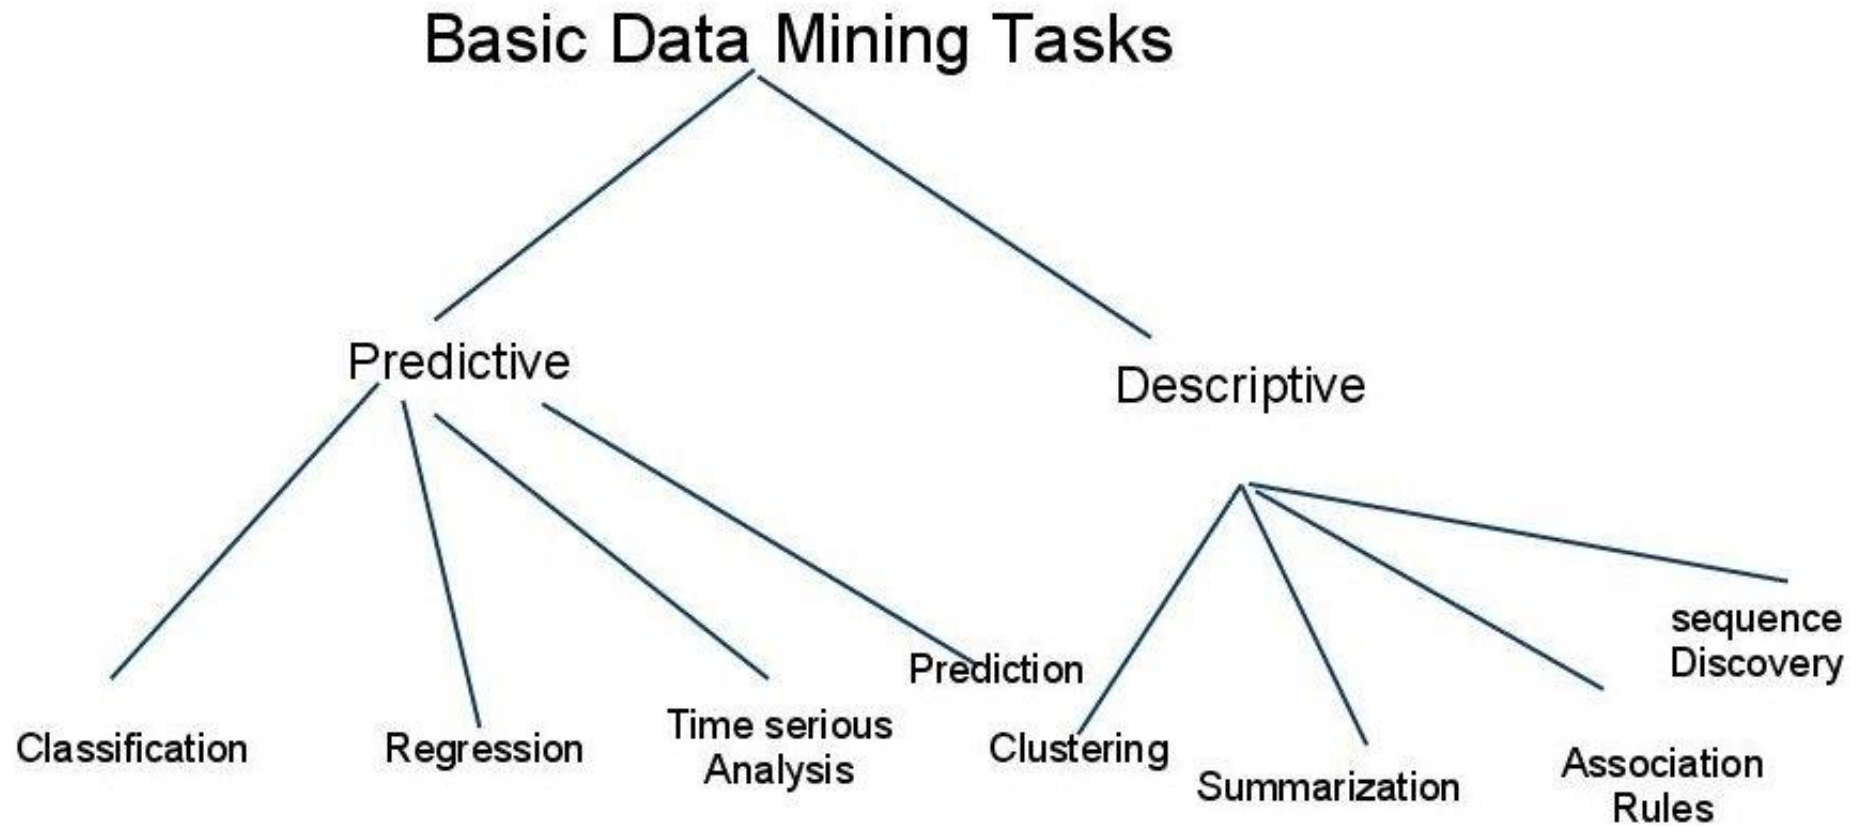 Basic Data Mining Tasks
Predictive
Descriptive
Classification
Regression
Time serious
Analysis
Prediction
Clustering
Summarization
Association
Rules
sequence
Discovery